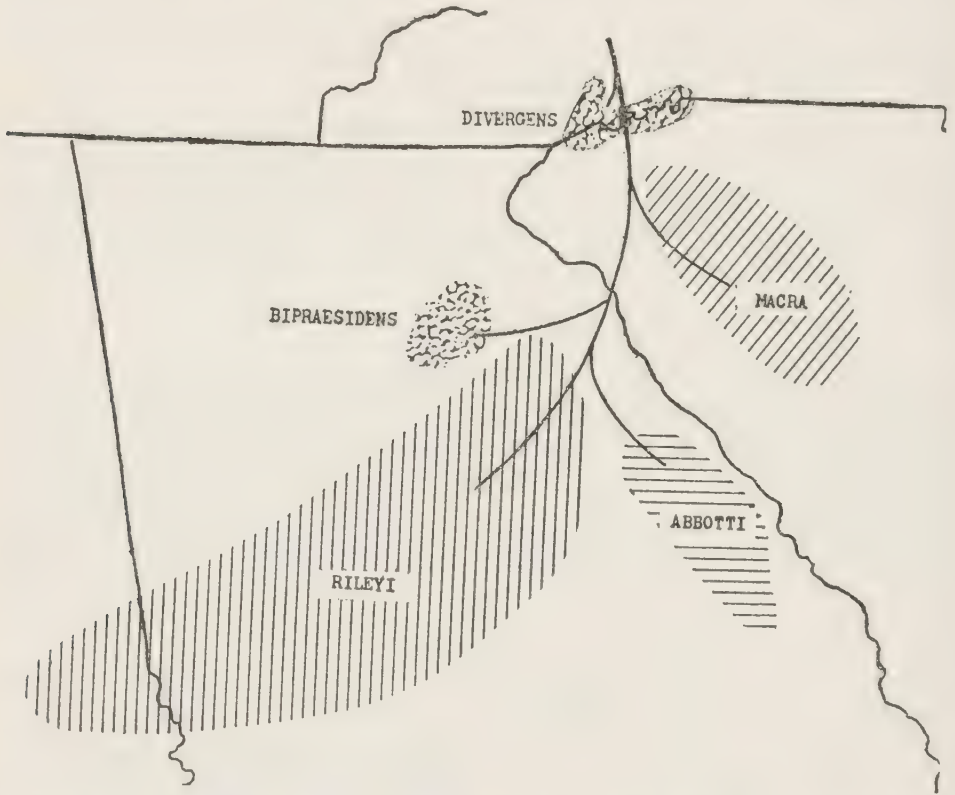 DIVERGENS
MACRA
BIPRAESIDENS
ABBOTTI
RILEYI